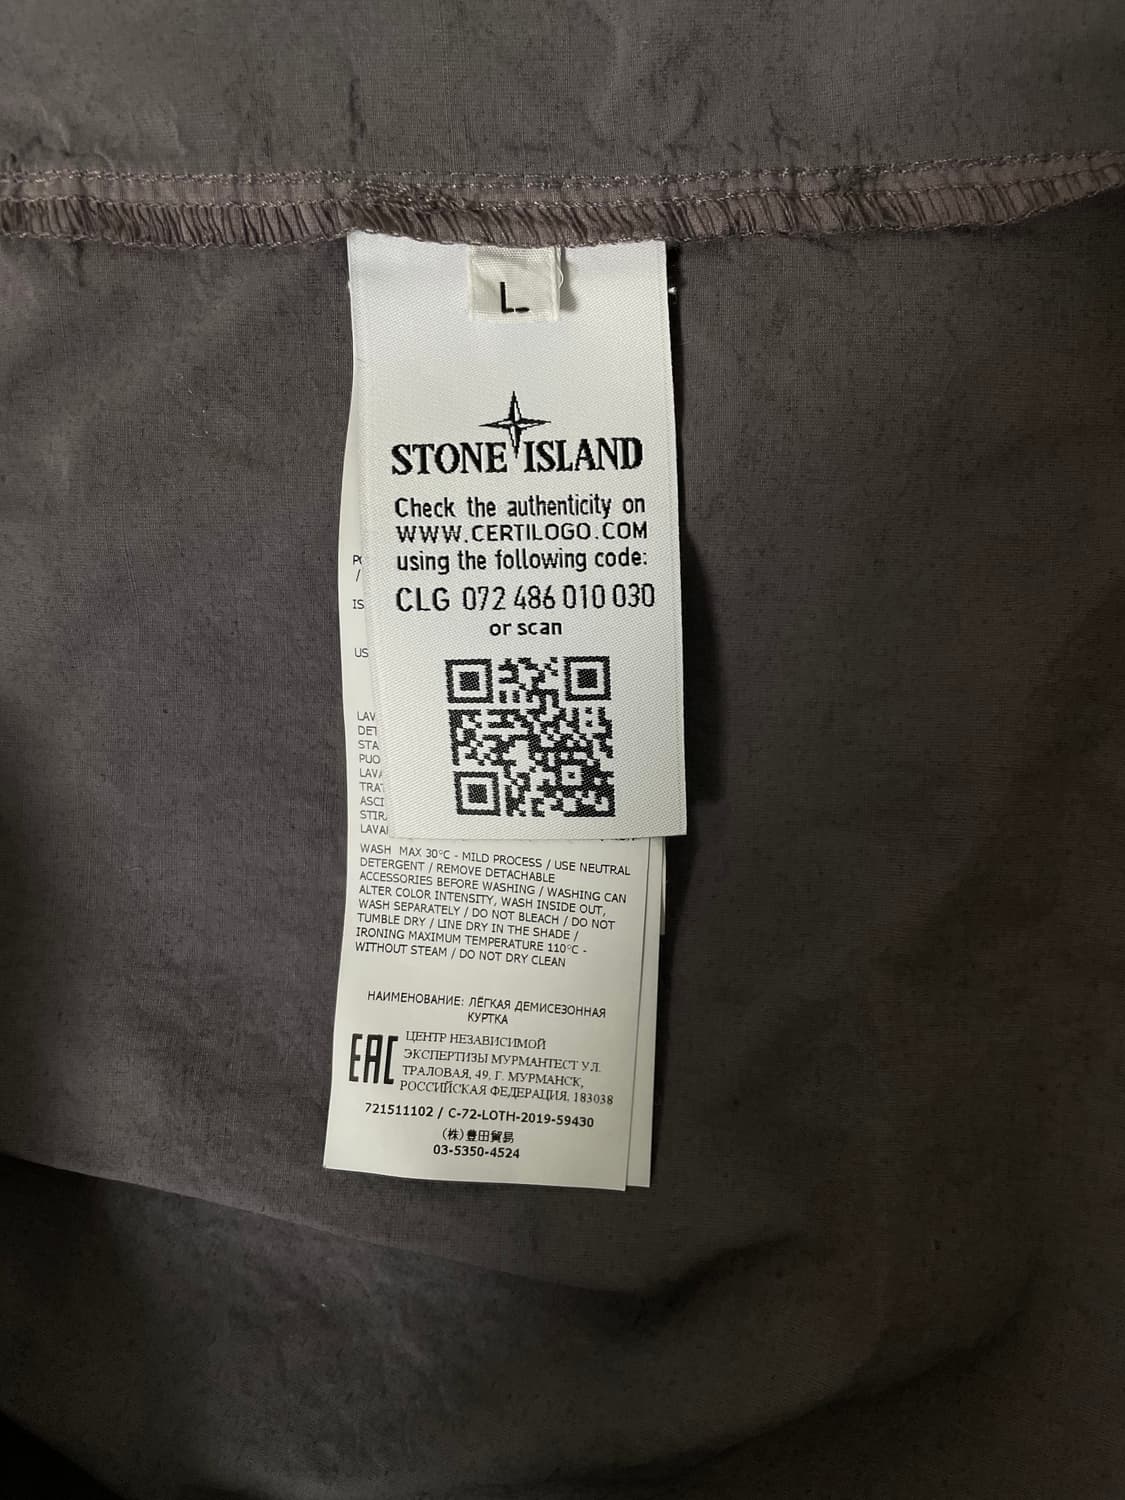 L
STONE ISLAND
Check the authenticity on
WWW.CERTILOGO.COM
using the following code:
CLG 072 486 010 030
or scan
WASH MAX 30°C - MILD PROCESS / USE NEUTRAL
DETERGENT / REMOVE DETACHABLE
ACCESSORIES BEFORE WASHING / WASHING CAN
ALTER COLOR INTENSITY, WASH INSIDE OUT,
WASH SEPARATELY / DO NOT BLEACH / DO NOT
TUMBLE DRY / LINE DRY IN THE SHADE /
IRONING MAXIMUM TEMPERATURE 110°C -
WITHOUT STEAM / DO NOT DRY CLEAN
НАИМЕНОВАНИЕ: ЛЁГКАЯ ДЕМИСЕЗОННАЯ
КУРТКА
EAC
ЦЕНТР НЕЗАВИСИМОЙ
ЭКСПЕРТИЗЫ МУРМАНТЕСТ УЛ.
ТРАЛОВАЯ, 49, Г. МУРМАНСК,
РОССИЙСКАЯ ФЕДЕРАЦИЯ, 183038
721511102 / C-72-LOTH-2019-59430
(株)豊田貿易
03-5350-4524